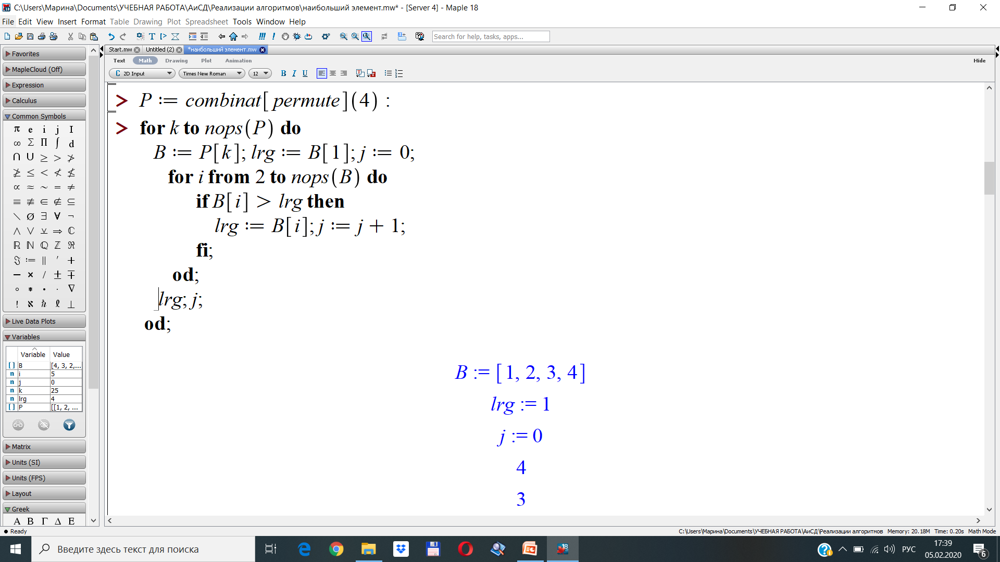 C:\Users\Марина\Documents\УЧЕБНАЯ РАБОТА\АиСД\Реализации алгоритмов\наибольший элемент.mw* - [Server 4] - Maple 18
File Edit View Insert Format Table Drawing Plot Spreadsheet Tools Window Help
Search for help, tasks, apps...
Start.mw Untitled (2) *наибольший элемент.mw
Text Math Drawing Plot Animation Hide
C 2D Input Times New Roman 12 B I U
Favorites
MapleCloud (Off)
Expression
Calculus
Common Symbols
π e i j I
∞ Σ Π ∫ d
∩ ∪ ≥ > ≯
≱ ≤ < ≮ ≰
∝ ≈ ~ = ≠
≡ ≢ ∈ ∉ ⊆
\ Ø ∃ ∀ ¬
∧ ∨ ⊻ ⇒ ℂ
ℝ ℕ ℚ ℤ ℜ
ℑ := ∥ ′ +
− × / ± ∓
∘ * • · ∇
! ℵ ℏ ℓ ⊥
Live Data Plots
Variables
Variable Value
B [4, 3, 2,...
i 5
j 0
k 25
lrg 4
P [[1, 2, ...
Matrix
Units (SI)
Units (FPS)
Layout
Greek
Α Β Γ Δ Ε
> P := combinat[permute](4) :
> for k to nops(P) do
B := P[k]; lrg := B[1]; j := 0;
for i from 2 to nops(B) do
if B[i] > lrg then
lrg := B[i]; j := j + 1;
fi;
od;
lrg; j;
od;
B := [1, 2, 3, 4]
lrg := 1
j := 0
4
3
Ready
C:\Users\Марина\Documents\УЧЕБНАЯ РАБОТА\АиСД\Реализации алгоритмов Memory: 20.18M Time: 0.20s Math Mode
Введите здесь текст для поиска
РУС
17:39
05.02.2020
6